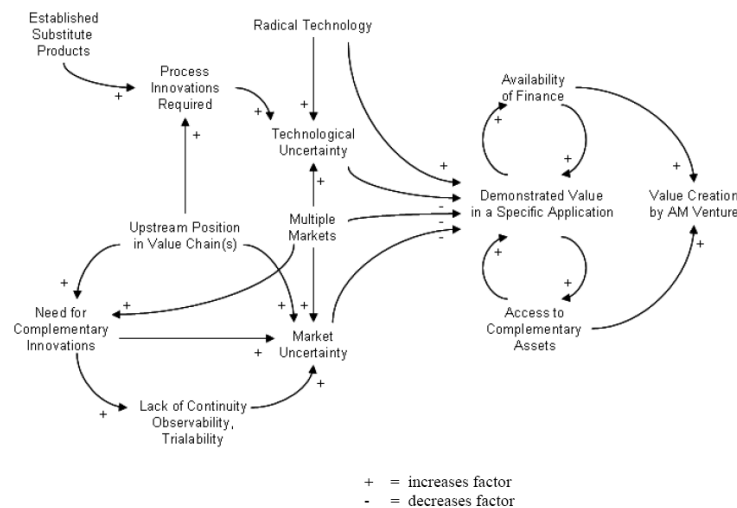 Established
Substitute
Products
Radical Technology
Process
Innovations
Required
Availability
of Finance
+
+
+
+
+
+
Technological
Uncertainty
+
+
+
-
-
-
Demonstrated Value
in a Specific Application
Value Creation
by AM Venture
Upstream Position
in Value Chain(s)
Multiple
Markets
+
+
+
+
+
+
+
Need for
Complementary
Innovations
+
Market
Uncertainty
Access to
Complementary
Assets
+
+
Lack of Continuity
Observability,
Trialability
+ = increases factor
- = decreases factor